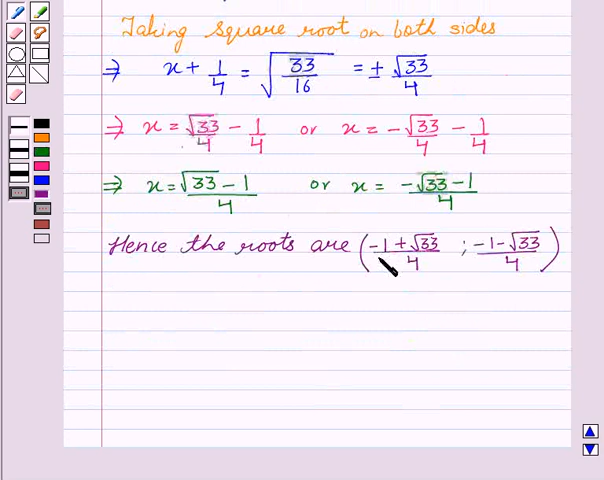 Taking square root on both sides
⇒ x + 1/4 = √(33/16) = ± √33/4
⇒ x = √33/4 - 1/4 or x = -√33/4 - 1/4
⇒ x = √33 - 1/4 or x = -√33 - 1/4
Hence the roots are (-1 + √33/4 ; -1 - √33/4)